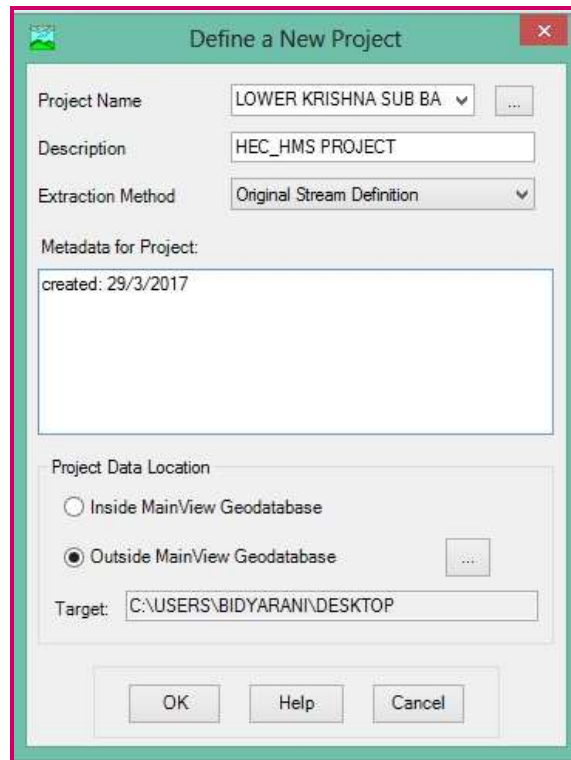 Define a New Project
Project Name LOWER KRISHNA SUB BA ...
Description HEC_HMS PROJECT
Extraction Method Original Stream Definition
Metadata for Project:
created: 29/3/2017
Project Data Location
Inside MainView Geodatabase
Outside MainView Geodatabase ...
Target: C:\USERS\BIDYARANI\DESKTOP
OK Help Cancel